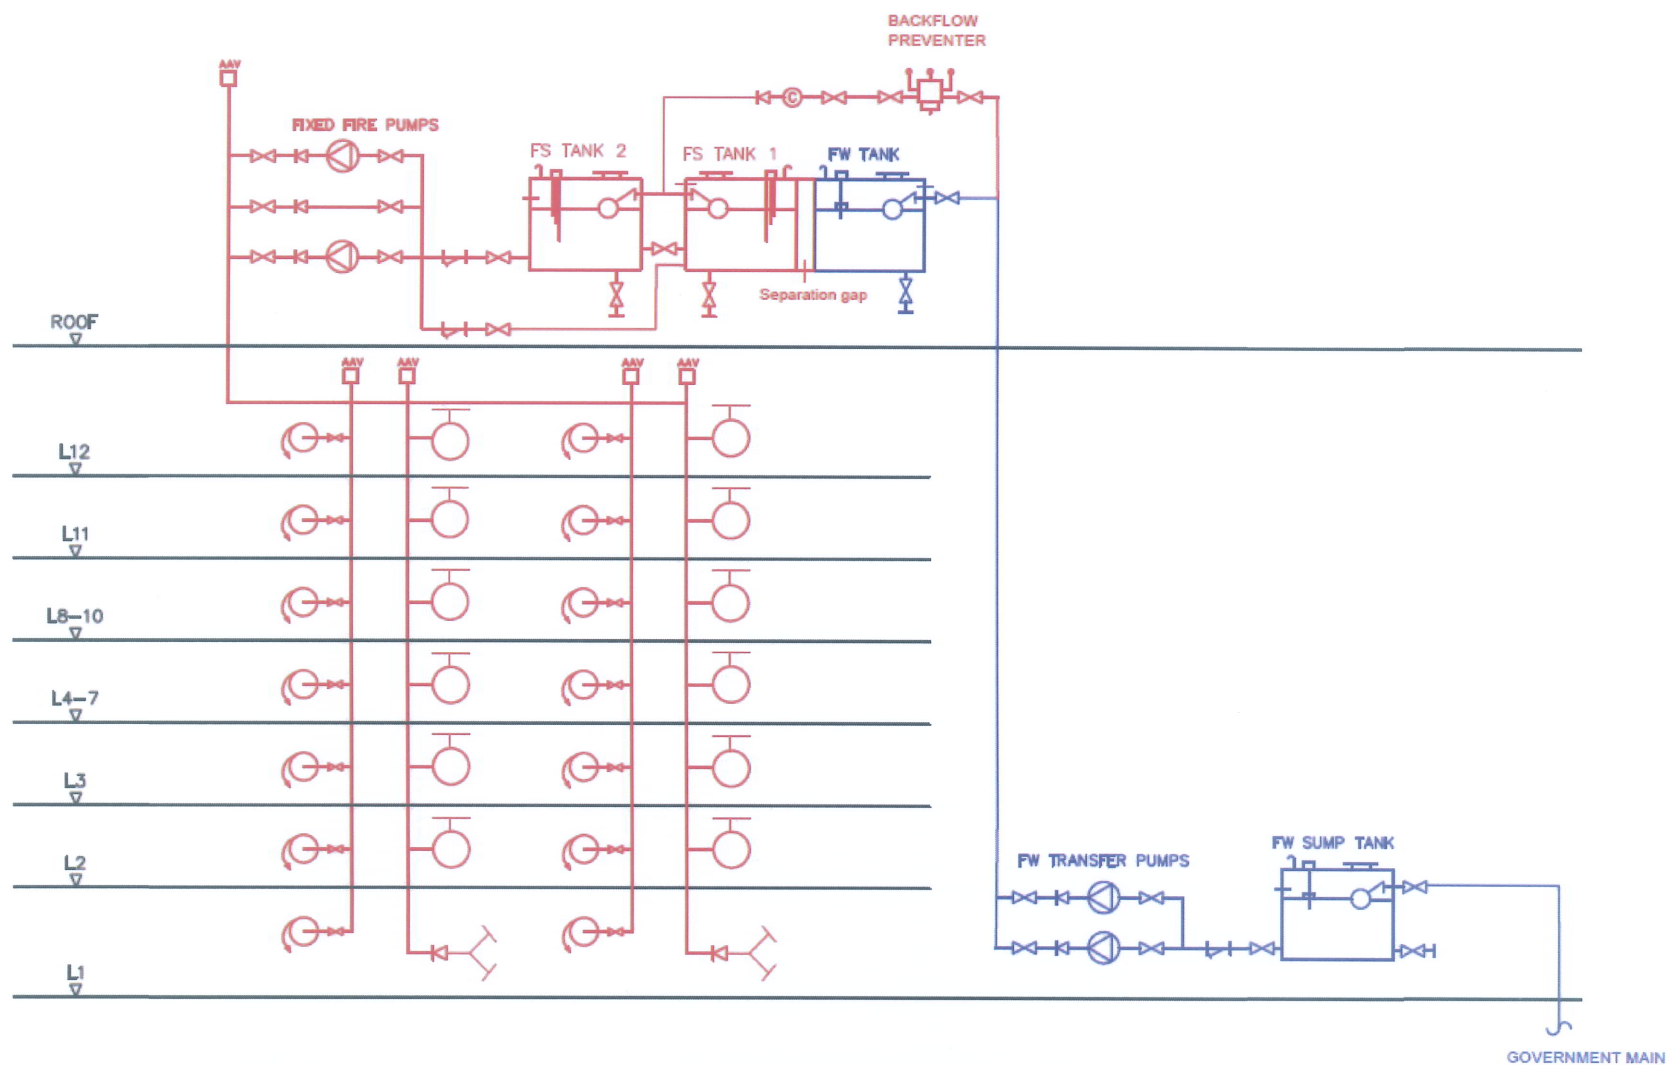 BACKFLOW
PREVENTER
AAV
C
FIXED FIRE PUMPS
FS TANK 2
FS TANK 1
FW TANK
Separation gap
ROOF
AAV
AAV
AAV
AAV
L12
L11
L8-10
L4-7
L3
L2
FW SUMP TANK
FW TRANSFER PUMPS
L1
GOVERNMENT MAIN